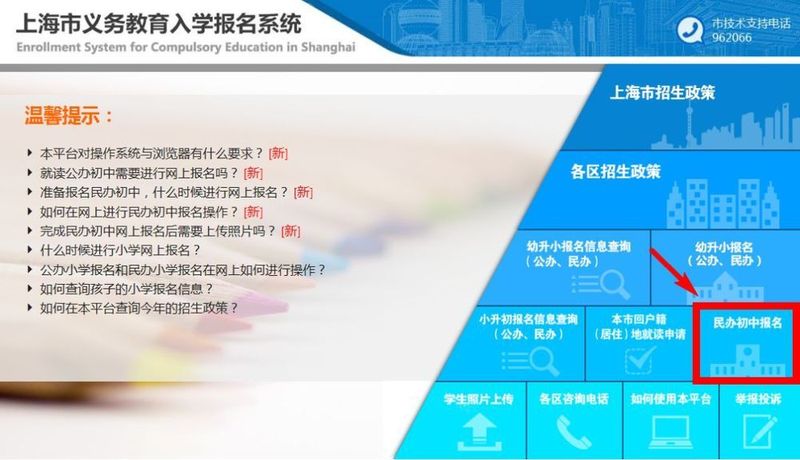 上海市义务教育入学报名系统
Enrollment System for Compulsory Education in Shanghai
市技术支持电话
962066
温馨提示：
本平台对操作系统与浏览器有什么要求？[新]
就读公办初中需要进行网上报名吗？[新]
准备报名民办初中，什么时候进行网上报名？[新]
如何在网上进行民办初中报名操作？[新]
完成民办初中网上报名后需要上传照片吗？[新]
什么时候进行小学网上报名？
公办小学报名和民办小学报名在网上如何进行操作？
如何查询孩子的小学报名信息？
如何在本平台查询今年的招生政策？
上海市招生政策
各区招生政策
幼升小报名信息查询
（公办、民办）
幼升小报名
（公办、民办）
小升初报名信息查询
（公办、民办）
本市回户籍
（居住）地就读申请
民办初中报名
学生照片上传
各区咨询电话
如何使用本平台
举报投诉